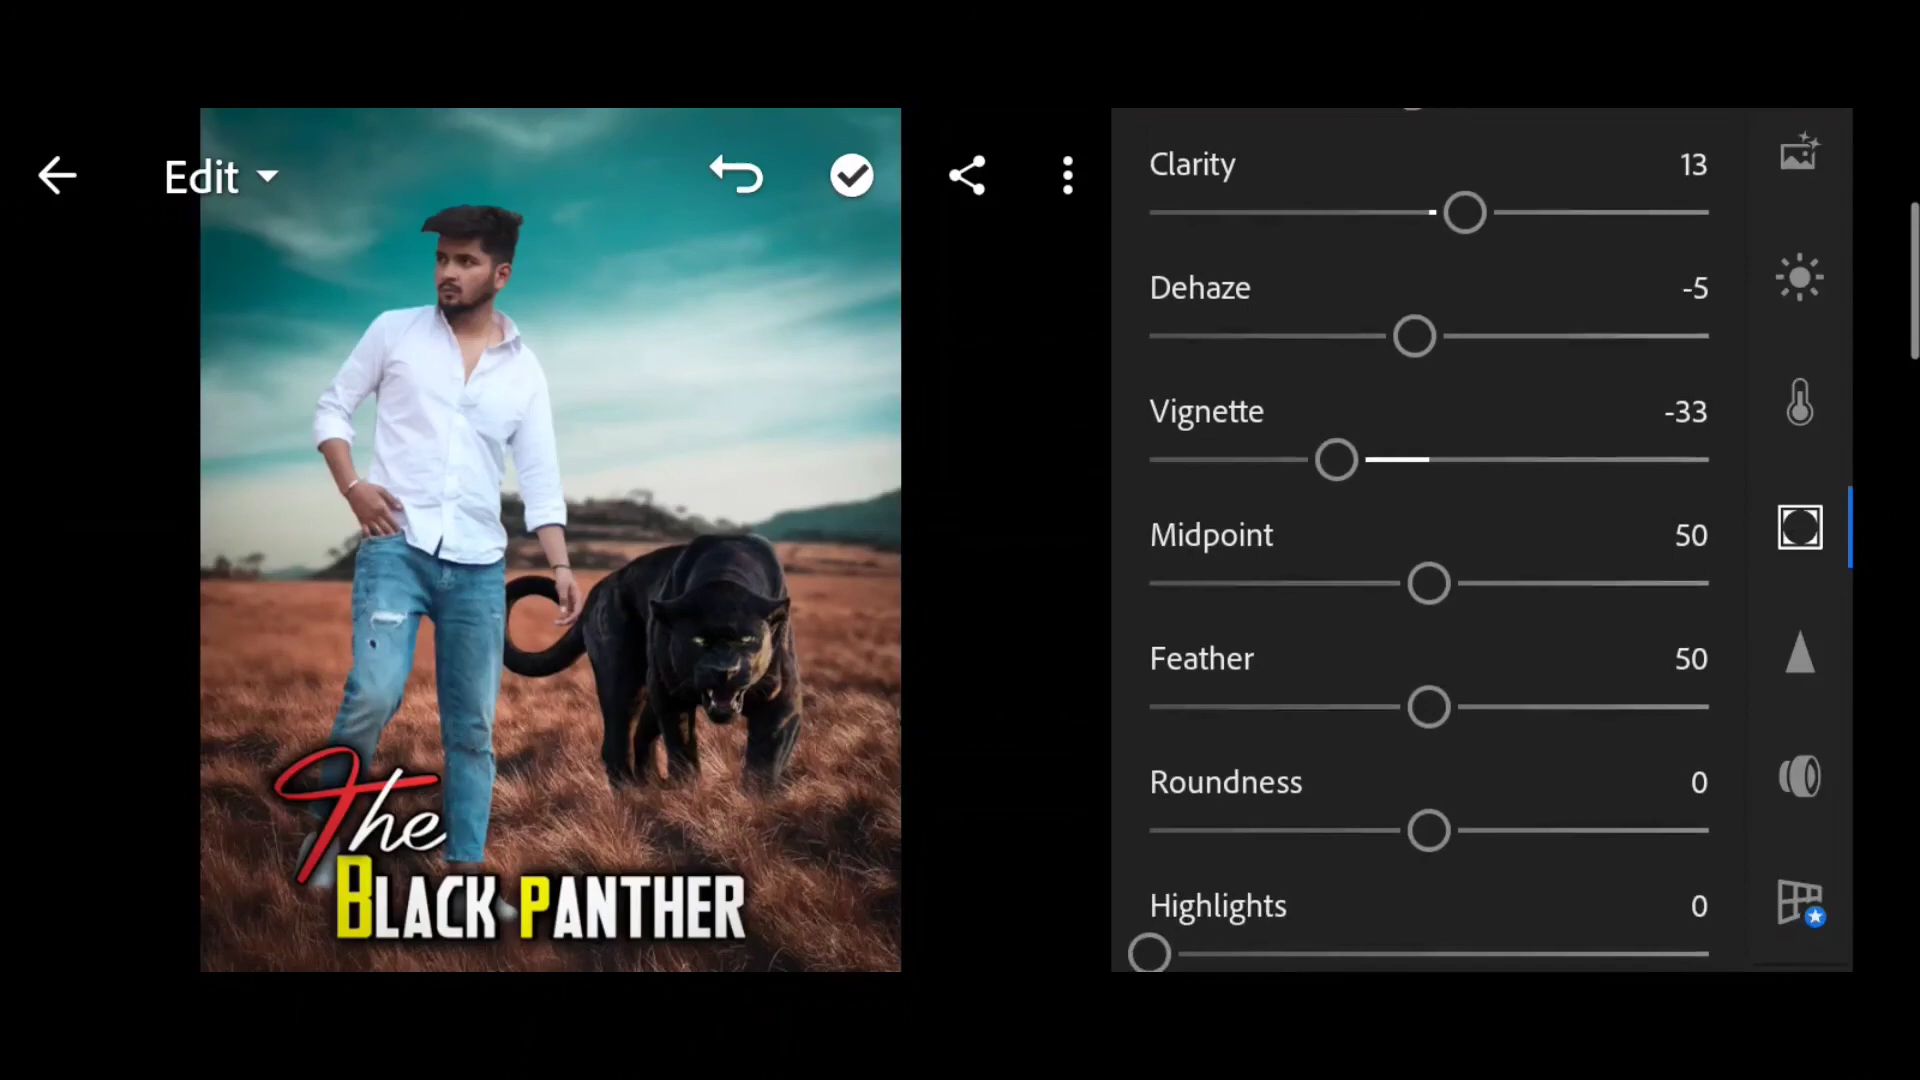 Edit
The
BLACK PANTHER
Clarity 13
Dehaze -5
Vignette -33
Midpoint 50
Feather 50
Roundness 0
Highlights 0